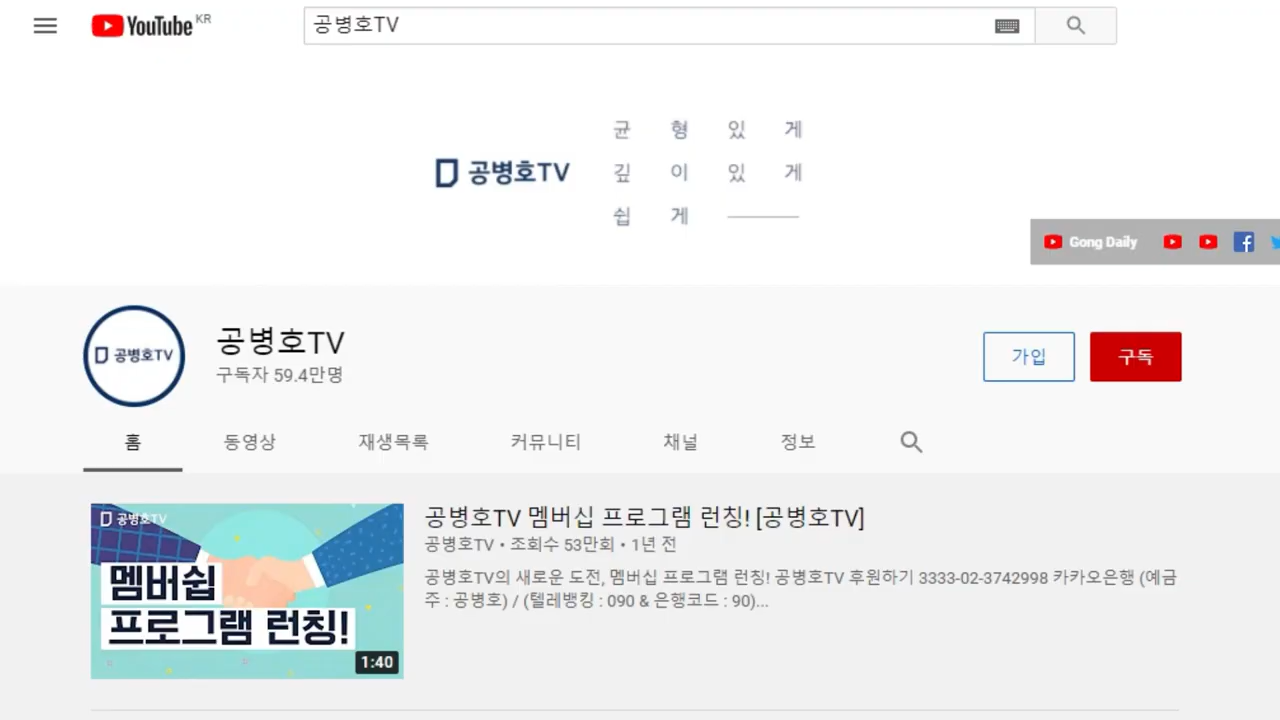 YouTube KR
공병호TV
균 형 있 게
공병호TV
깊 이 있 게
쉽 게
Gong Daily
공병호TV
공병호TV
구독자 59.4만명
가입
구독
홈 동영상 재생목록 커뮤니티 채널 정보
공병호TV
멤버쉽
프로그램 런칭!
1:40
공병호TV 멤버십 프로그램 런칭! [공병호TV]
공병호TV • 조회수 53만회 • 1년 전
공병호TV의 새로운 도전, 멤버십 프로그램 런칭! 공병호TV 후원하기 3333-02-3742998 카카오은행 (예금
주 : 공병호) / (텔레뱅킹 : 090 & 은행코드 : 90)...